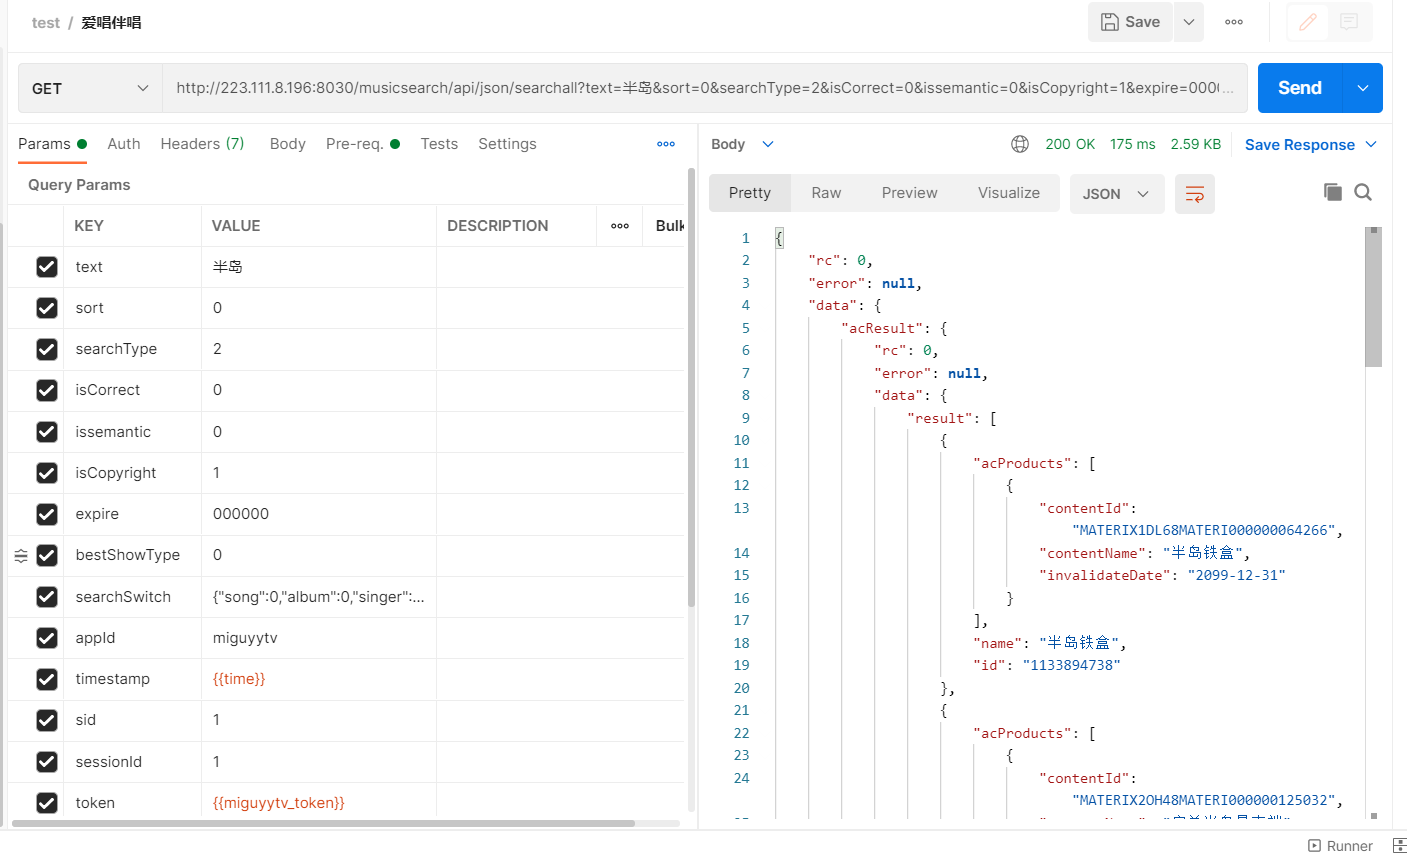 test / 爱唱伴唱
Save
GET
http://223.111.8.196:8030/musicsearch/api/json/searchall?text=半岛&sort=0&searchType=2&isCorrect=0&issemantic=0&isCopyright=1&expire=000(...
Send
Params
Auth
Headers (7)
Body
Pre-req.
Tests
Settings
Query Params
KEY VALUE DESCRIPTION Bulk
text 半岛
sort 0
searchType 2
isCorrect 0
issemantic 0
isCopyright 1
expire 000000
bestShowType 0
searchSwitch {"song":0,"album":0,"singer":...
appId miguyytv
timestamp {{time}}
sid 1
sessionId 1
token {{miguyytv_token}}
Body
200 OK 175 ms 2.59 KB Save Response
Pretty Raw Preview Visualize JSON
1 {
2 "rc": 0,
3 "error": null,
4 "data": {
5 "acResult": {
6 "rc": 0,
7 "error": null,
8 "data": {
9 "result": [
10 {
11 "acProducts": [
12 {
13 "contentId":
"MATERIX1DL68MATERI000000064266",
14 "contentName": "半岛铁盒",
15 "invalidateDate": "2099-12-31"
16 }
17 ],
18 "name": "半岛铁盒",
19 "id": "1133894738"
20 },
21 {
22 "acProducts": [
23 {
24 "contentId":
"MATERIX2OH48MATERI000000125032",
Runner